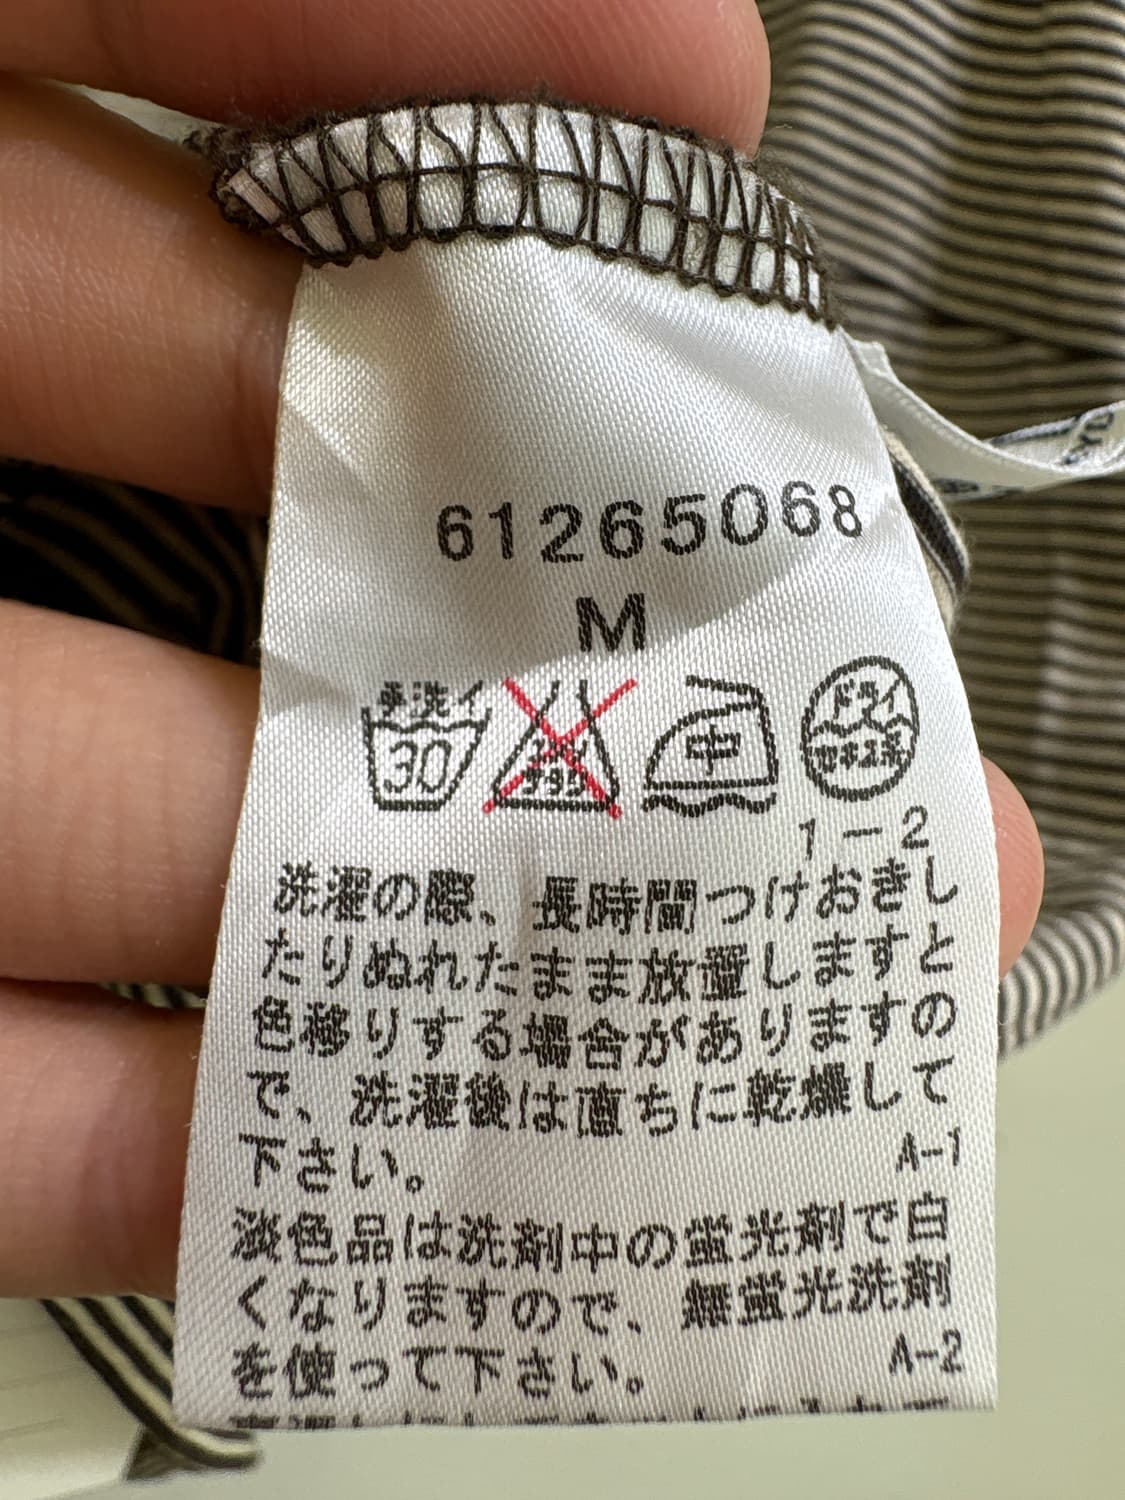 61265068
M
手洗イ
30
中
ドライ
セキユ系
1-2
洗濯の際、長時間つけおきし
たりぬれたまま放置しますと
色移りする場合がありますの
で、洗濯後は直ちに乾燥して
下さい。
A-1
淡色品は洗剤中の蛍光剤で白
くなりますので、無蛍光洗剤
を使って下さい。
A-2